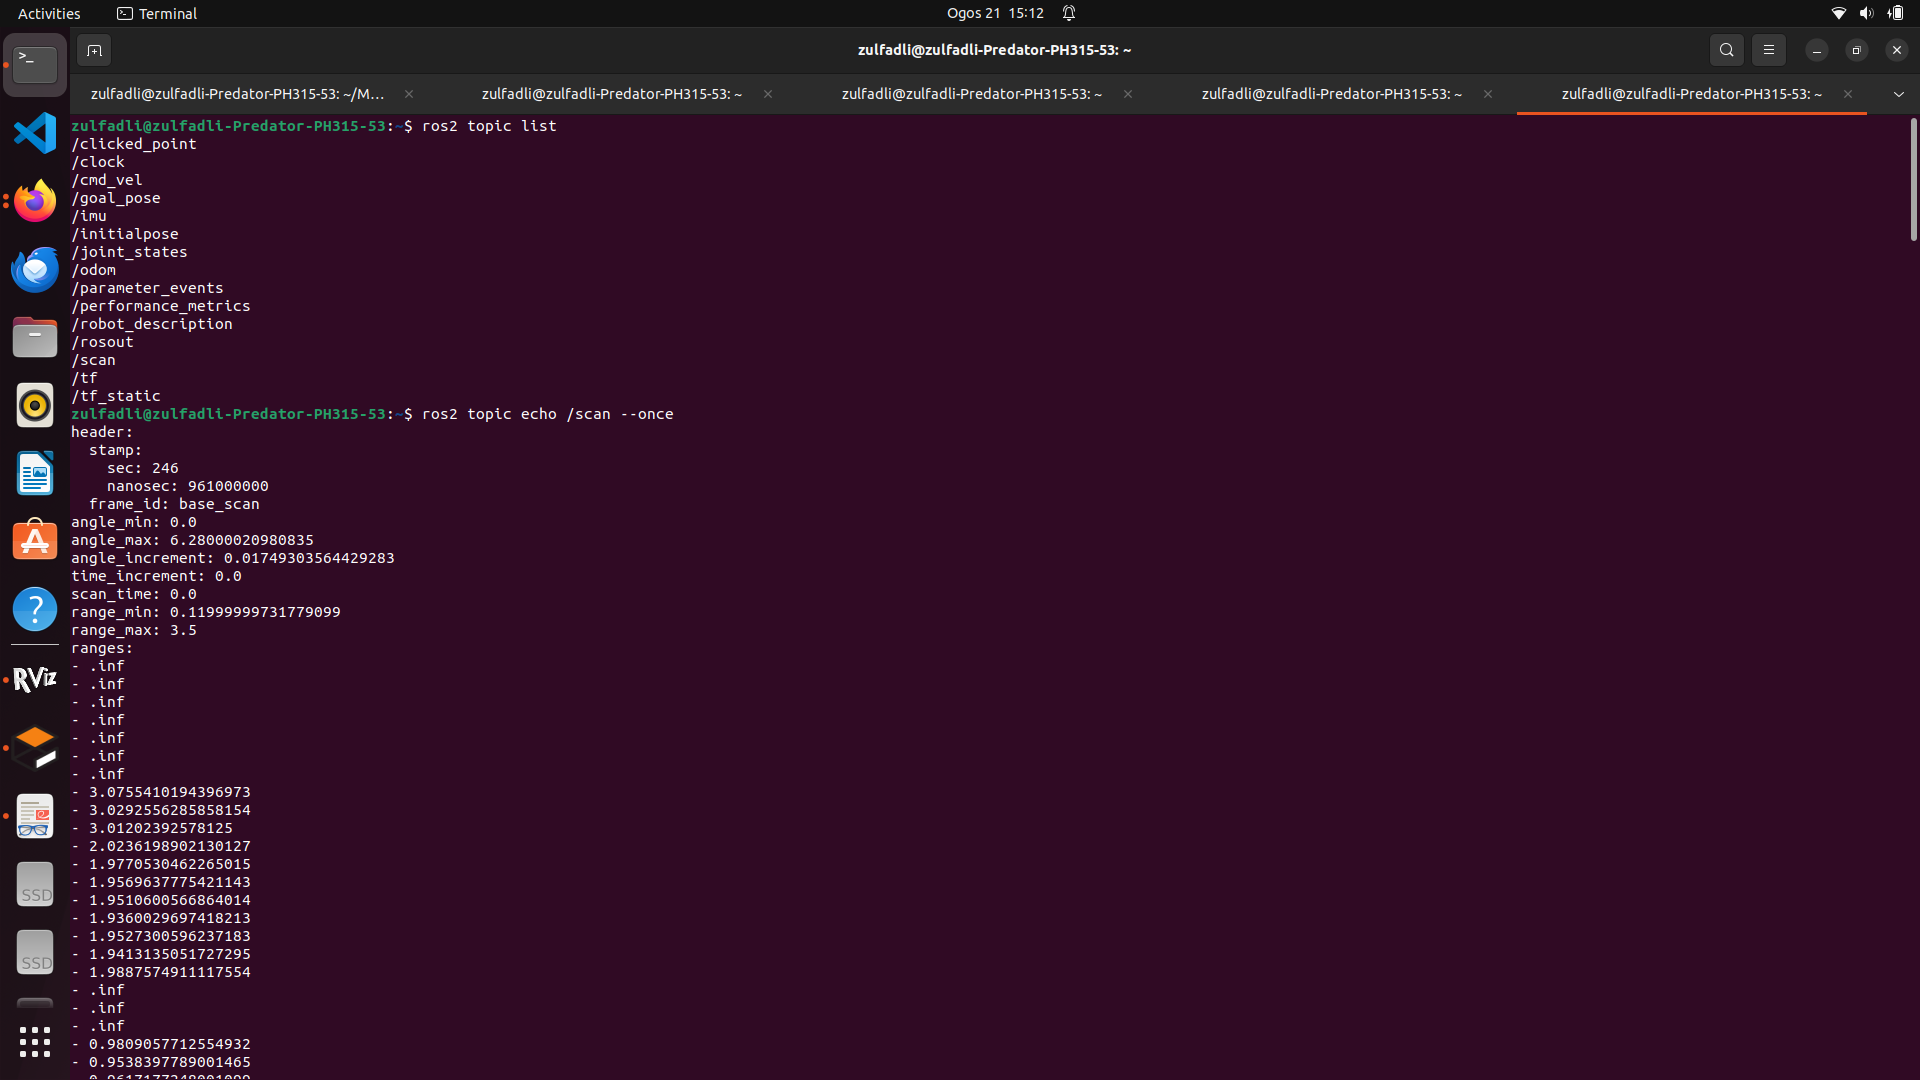 Activities
Terminal
Ogos 21 15:12
zulfadli@zulfadli-Predator-PH315-53: ~
zulfadli@zulfadli-Predator-PH315-53: ~/M...
zulfadli@zulfadli-Predator-PH315-53: ~
zulfadli@zulfadli-Predator-PH315-53: ~
zulfadli@zulfadli-Predator-PH315-53: ~
zulfadli@zulfadli-Predator-PH315-53: ~
zulfadli@zulfadli-Predator-PH315-53:~$ ros2 topic list
/clicked_point
/clock
/cmd_vel
/goal_pose
/imu
/initialpose
/joint_states
/odom
/parameter_events
/performance_metrics
/robot_description
/rosout
/scan
/tf
/tf_static
zulfadli@zulfadli-Predator-PH315-53:~$ ros2 topic echo /scan --once
header:
  stamp:
    sec: 246
    nanosec: 961000000
  frame_id: base_scan
angle_min: 0.0
angle_max: 6.28000020980835
angle_increment: 0.01749303564429283
time_increment: 0.0
scan_time: 0.0
range_min: 0.11999999731779099
range_max: 3.5
ranges:
- .inf
- .inf
- .inf
- .inf
- .inf
- .inf
- .inf
- 3.0755410194396973
- 3.0292556285858154
- 3.01202392578125
- 2.0236198902130127
- 1.9770530462265015
- 1.9569637775421143
- 1.9510600566864014
- 1.9360029697418213
- 1.9527300596237183
- 1.9413135051727295
- 1.9887574911117554
- .inf
- .inf
- .inf
- 0.9809057712554932
- 0.9538397789001465
RViz
SSD
SSD